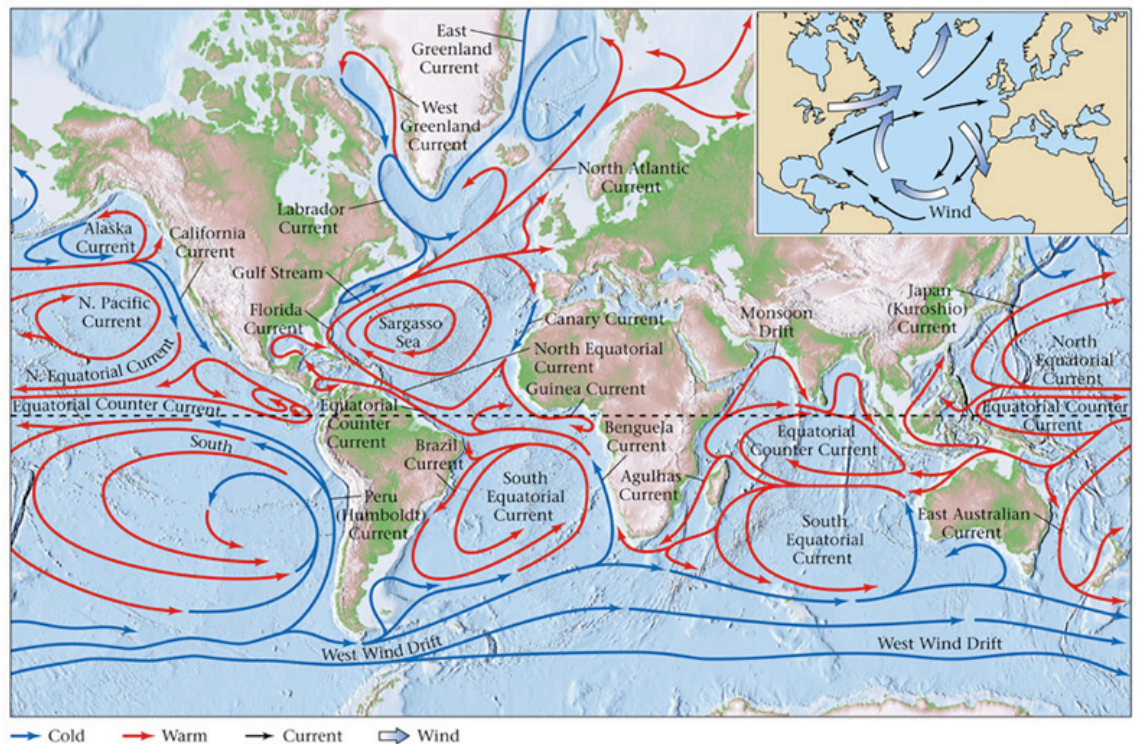 East
Greenland
Current
West
Greenland
Current
North Atlantic
Current
Labrador
Current
Alaska
Current
California
Current
Gulf Stream
N. Pacific
Current
Florida
Current
Sargasso
Sea
Canary Current
Monsoon
Drift
Japan
(Kuroshio)
Current
North Equatorial
Current
North
Equatorial
Current
N. Equatorial Current
Guinea Current
Equatorial Counter Current
Equatorial
Counter
Current
Equatorial Counter
Current
South
Brazil
Current
Benguela
Current
Equatorial
Counter Current
Agulhas
Current
Peru
(Humboldt)
Current
South
Equatorial
Current
South
Equatorial
Current
East Australian
Current
West Wind Drift
West Wind Drift
Wind
Cold
Warm
Current
Wind